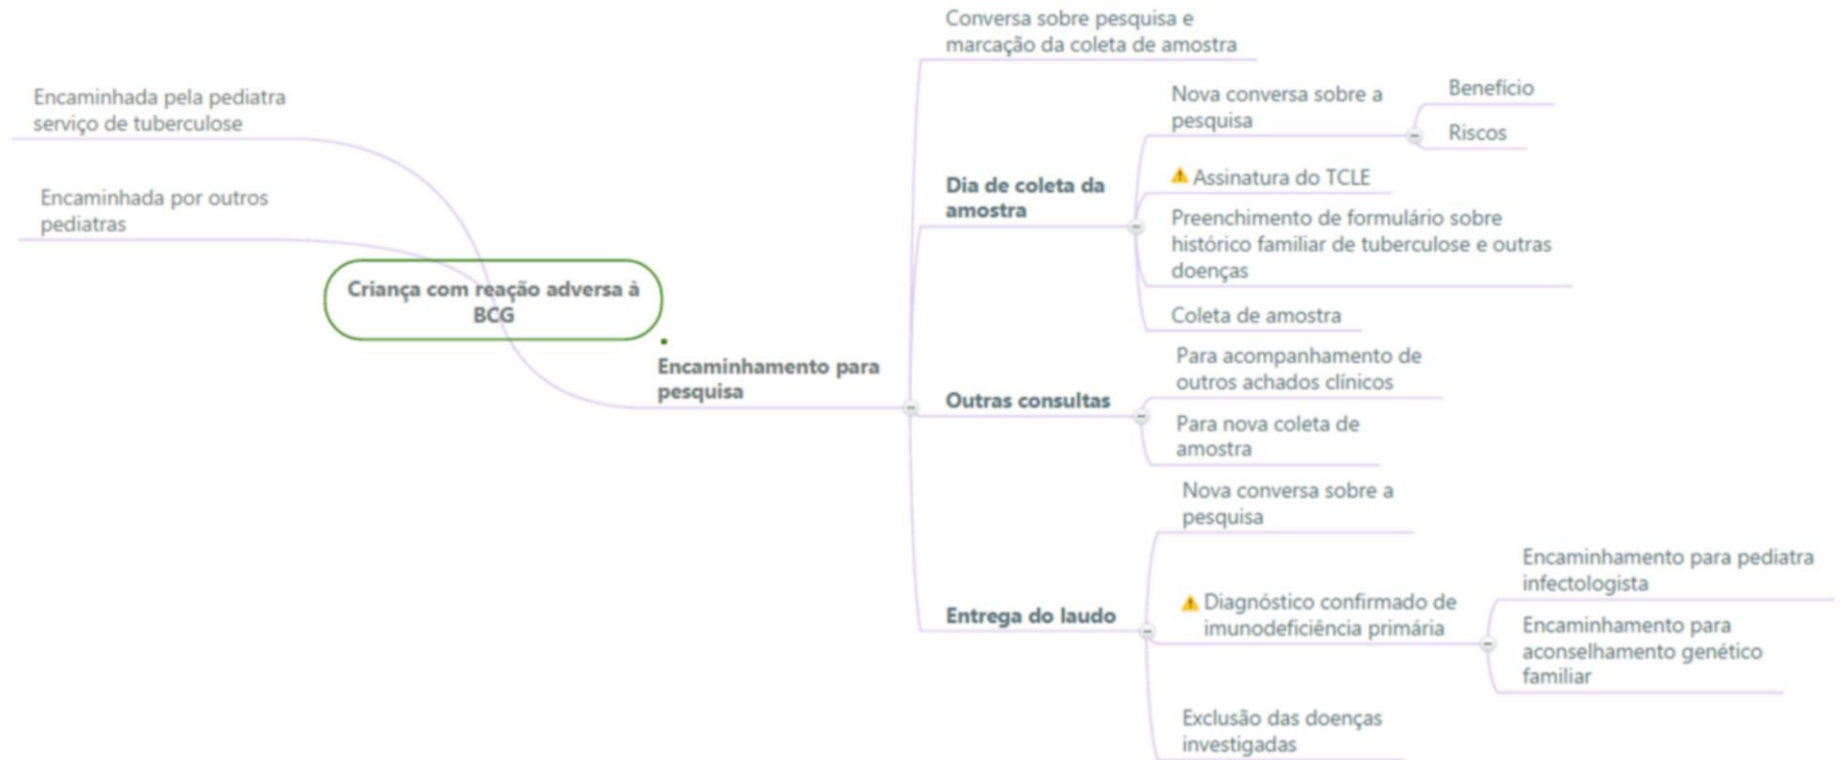 Encaminhada pela pediatra
serviço de tuberculose
Encaminhada por outros
pediatras
Criança com reação adversa à
BCG
Encaminhamento para
pesquisa
Conversa sobre pesquisa e
marcação da coleta de amostra
Dia de coleta da
amostra
Nova conversa sobre a
pesquisa
Benefício
Riscos
Assinatura do TCLE
Preenchimento de formulário sobre
histórico familiar de tuberculose e outras
doenças
Coleta de amostra
Outras consultas
Para acompanhamento de
outros achados clínicos
Para nova coleta de
amostra
Entrega do laudo
Nova conversa sobre a
pesquisa
Diagnóstico confirmado de
imunodeficiência primária
Encaminhamento para pediatra
infectologista
Encaminhamento para
aconselhamento genético
familiar
Exclusão das doenças
investigadas